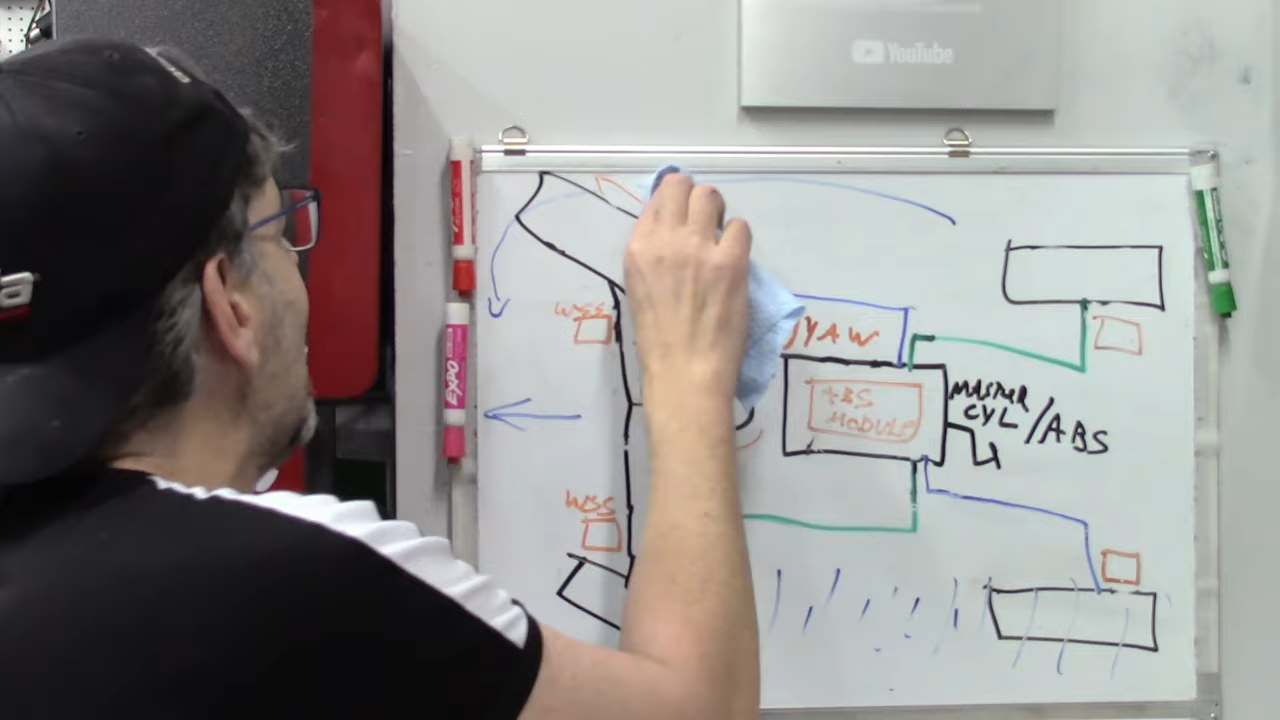 YouTube
WSS
YAW
ABS
MODULE
MASTER
CYL/ABS
WSS
EXPO
a